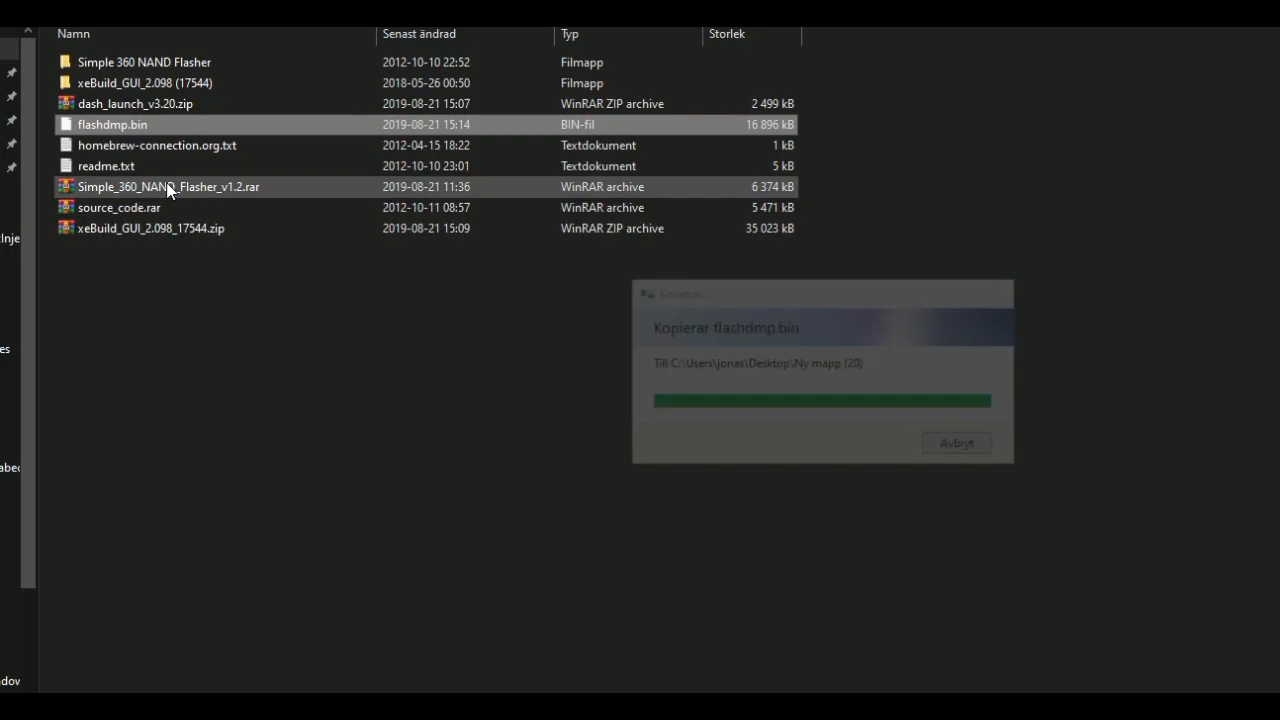 Namn Senast ändrad Typ Storlek
Simple 360 NAND Flasher 2012-10-10 22:52 Filmapp
xeBuild_GUI_2.098 (17544) 2018-05-26 00:50 Filmapp
dash_launch_v3.20.zip 2019-08-21 15:07 WinRAR ZIP archive 2 499 kB
flashdmp.bin 2019-08-21 15:14 BIN-fil 16 896 kB
homebrew-connection.org.txt 2012-04-15 18:22 Textdokument 1 kB
readme.txt 2012-10-10 23:01 Textdokument 5 kB
Simple_360_NAND_Flasher_v1.2.rar 2019-08-21 11:36 WinRAR archive 6 374 kB
source_code.rar 2012-10-11 08:57 WinRAR archive 5 471 kB
xeBuild_GUI_2.098_17544.zip 2019-08-21 15:09 WinRAR ZIP archive 35 023 kB
Kopierar flashdmp.bin
Till C:\Users\jonas\Desktop\Ny mapp (20)
Avbryt